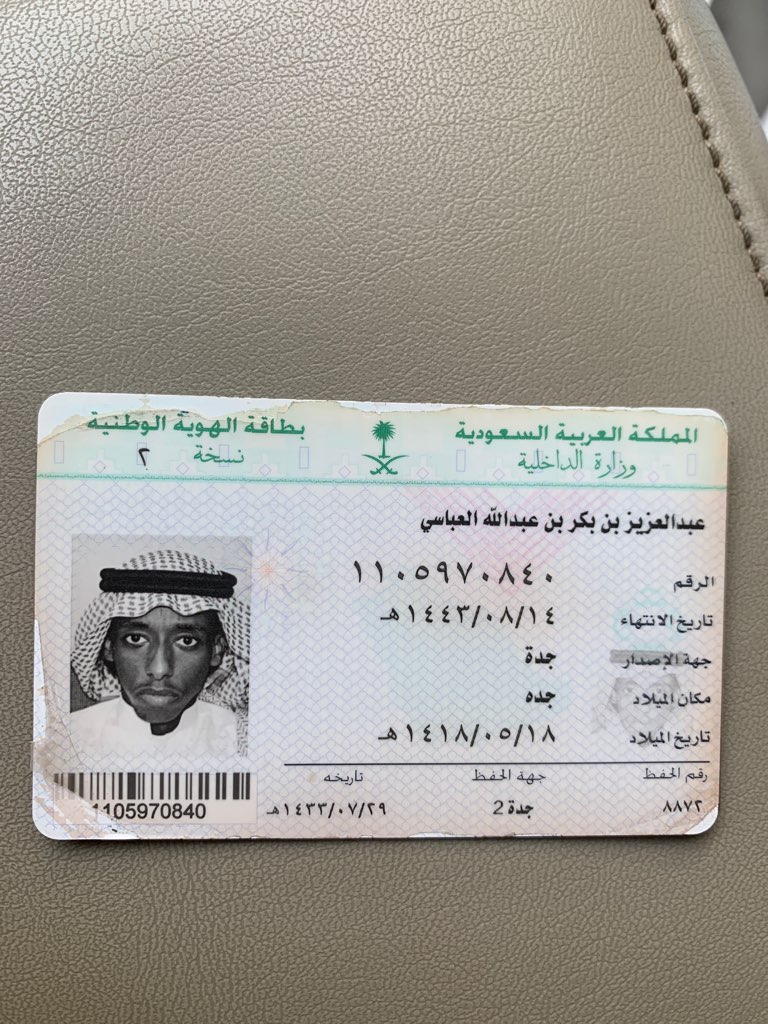 المملكة العربية السعودية
وزارة الداخلية
بطاقة الهوية الوطنية
نسخة ٢
عبدالعزيز بن بكر بن عبدالله العباسي
الرقم ١١٠٥٩٧٠٨٤٠
تاريخ الانتهاء ١٤٤٣/٠٨/١٤هـ
جهة الإصدار جدة
مكان الميلاد جده
تاريخ الميلاد ١٤١٨/٠٥/١٨هـ
رقم الحفظ جهة الحفظ تاريخه
٨٨٧٢ جدة 2 ١٤٣٣/٠٧/٢٩هـ
1105970840